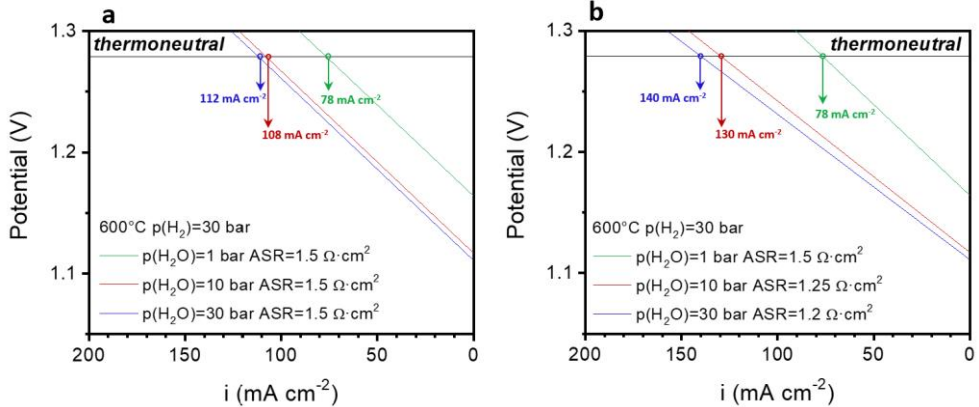 a
thermoneutral
112 mA cm⁻²
78 mA cm⁻²
108 mA cm⁻²
600°C p(H₂)=30 bar
p(H₂O)=1 bar ASR=1.5 Ω·cm²
p(H₂O)=10 bar ASR=1.5 Ω·cm²
p(H₂O)=30 bar ASR=1.5 Ω·cm²
Potential (V)
1.3
1.2
1.1
200
150
100
50
0
i (mA cm⁻²)
b
thermoneutral
140 mA cm⁻²
78 mA cm⁻²
130 mA cm⁻²
600°C p(H₂)=30 bar
p(H₂O)=1 bar ASR=1.5 Ω·cm²
p(H₂O)=10 bar ASR=1.25 Ω·cm²
p(H₂O)=30 bar ASR=1.2 Ω·cm²
Potential (V)
1.3
1.2
1.1
200
150
100
50
0
i (mA cm⁻²)